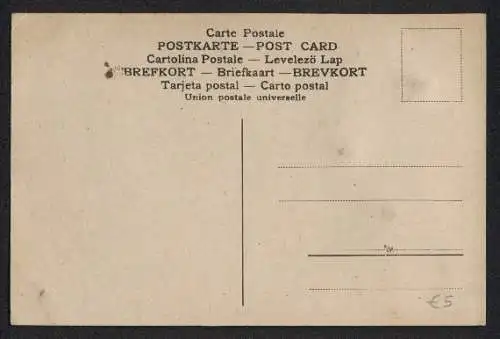 Carte Postale
POSTKARTE — POST CARD
Cartolina Postale — Levelezö Lap
BREFKORT — Briefkaart — BREVKORT
Tarjeta postal — Carto postal
Union postale universelle
€5